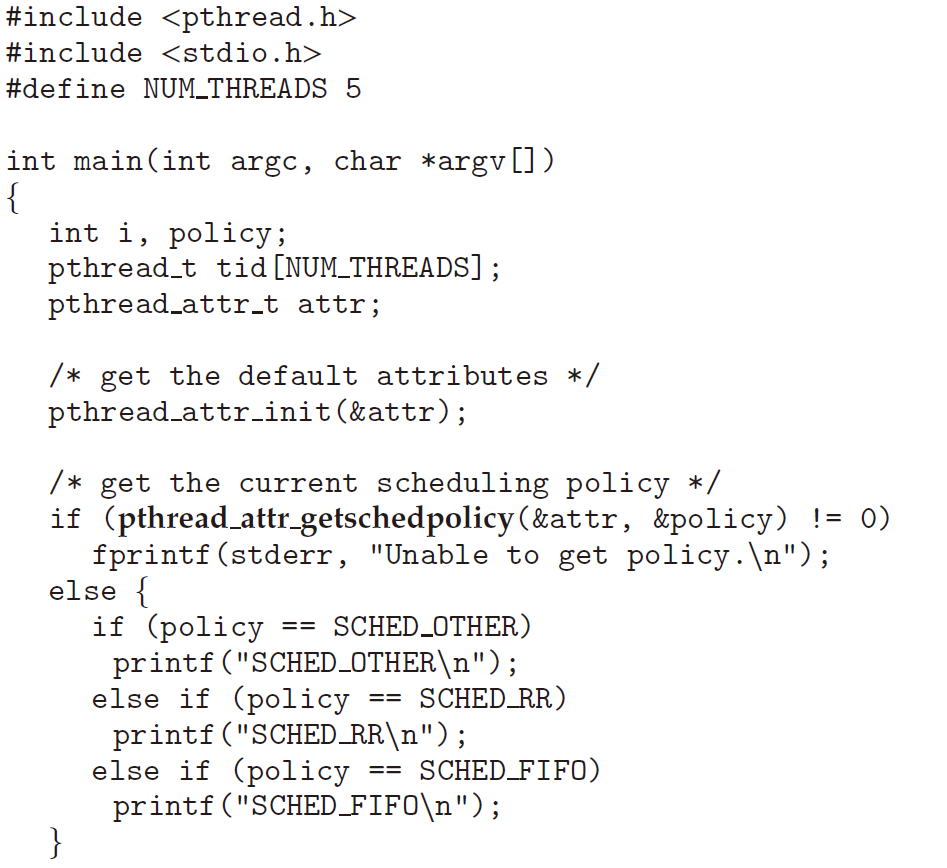 #include <pthread.h>
#include <stdio.h>
#define NUM_THREADS 5

int main(int argc, char *argv[])
{
   int i, policy;
   pthread_t tid[NUM_THREADS];
   pthread_attr_t attr;

   /* get the default attributes */
   pthread_attr_init(&attr);

   /* get the current scheduling policy */
   if (pthread_attr_getschedpolicy(&attr, &policy) != 0)
      fprintf(stderr, "Unable to get policy.\n");
   else {
      if (policy == SCHED_OTHER)
       printf("SCHED_OTHER\n");
      else if (policy == SCHED_RR)
       printf("SCHED_RR\n");
      else if (policy == SCHED_FIFO)
       printf("SCHED_FIFO\n");
   }